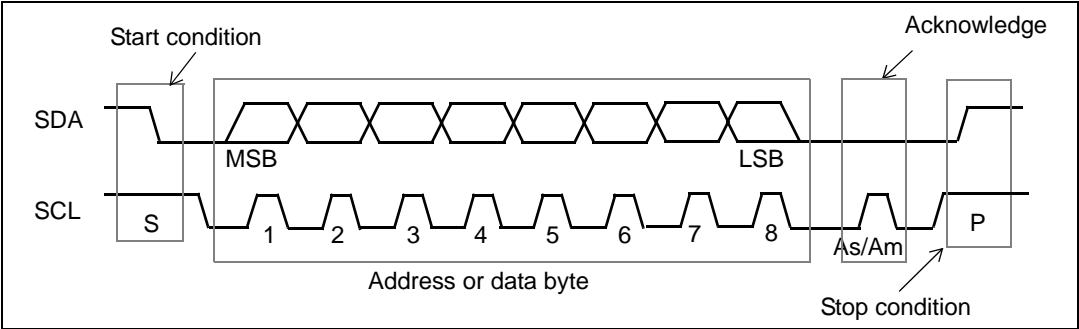 Start condition
Acknowledge
SDA
MSB
LSB
SCL
S
1 2 3 4 5 6 7 8
As/Am
P
Address or data byte
Stop condition